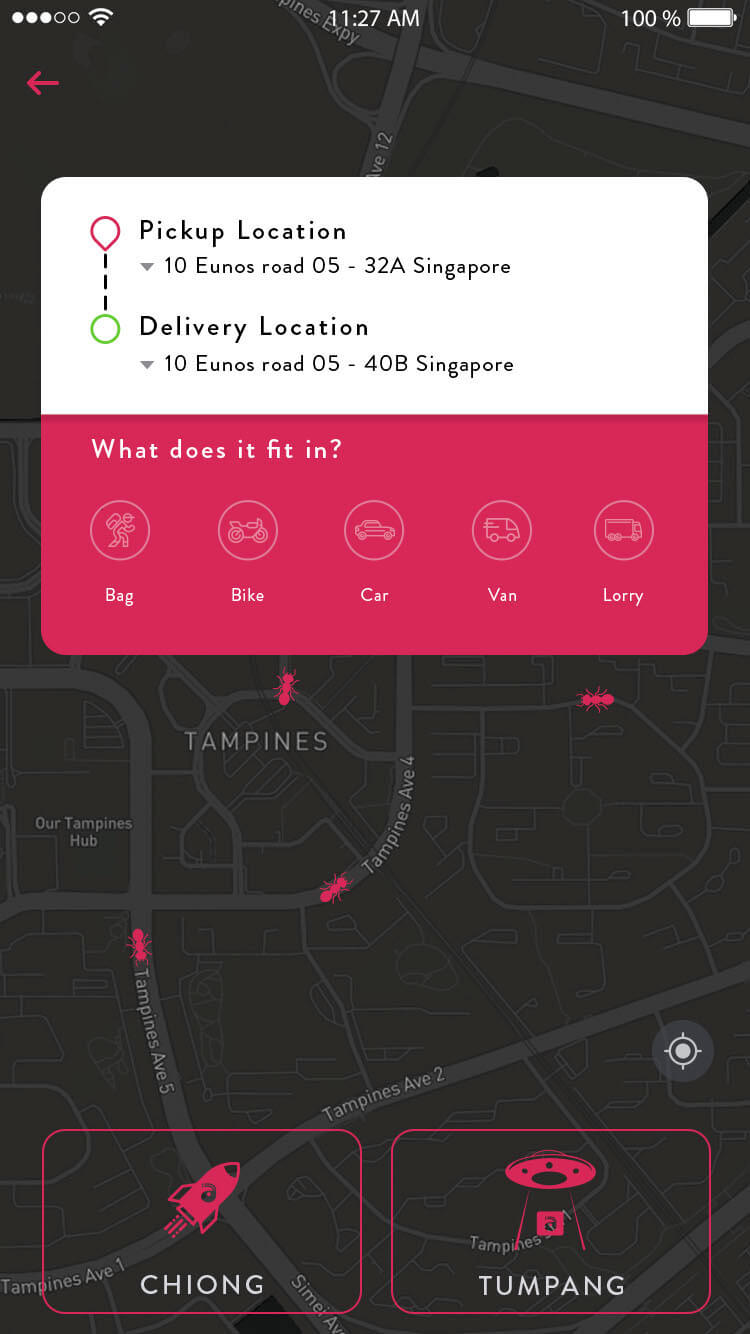 11:27 AM
100 %
Tampines Expy
Ave 12
Pickup Location
10 Eunos road 05 - 32A Singapore
Delivery Location
10 Eunos road 05 - 40B Singapore
What does it fit in?
Bag
Bike
Car
Van
Lorry
TAMPINES
Tampines Ave 4
Our Tampines
Hub
Tampines Ave 5
Tampines Ave 2
Tampines
1
Tampines Ave 1
Simei Av
CHIONG
TUMPANG